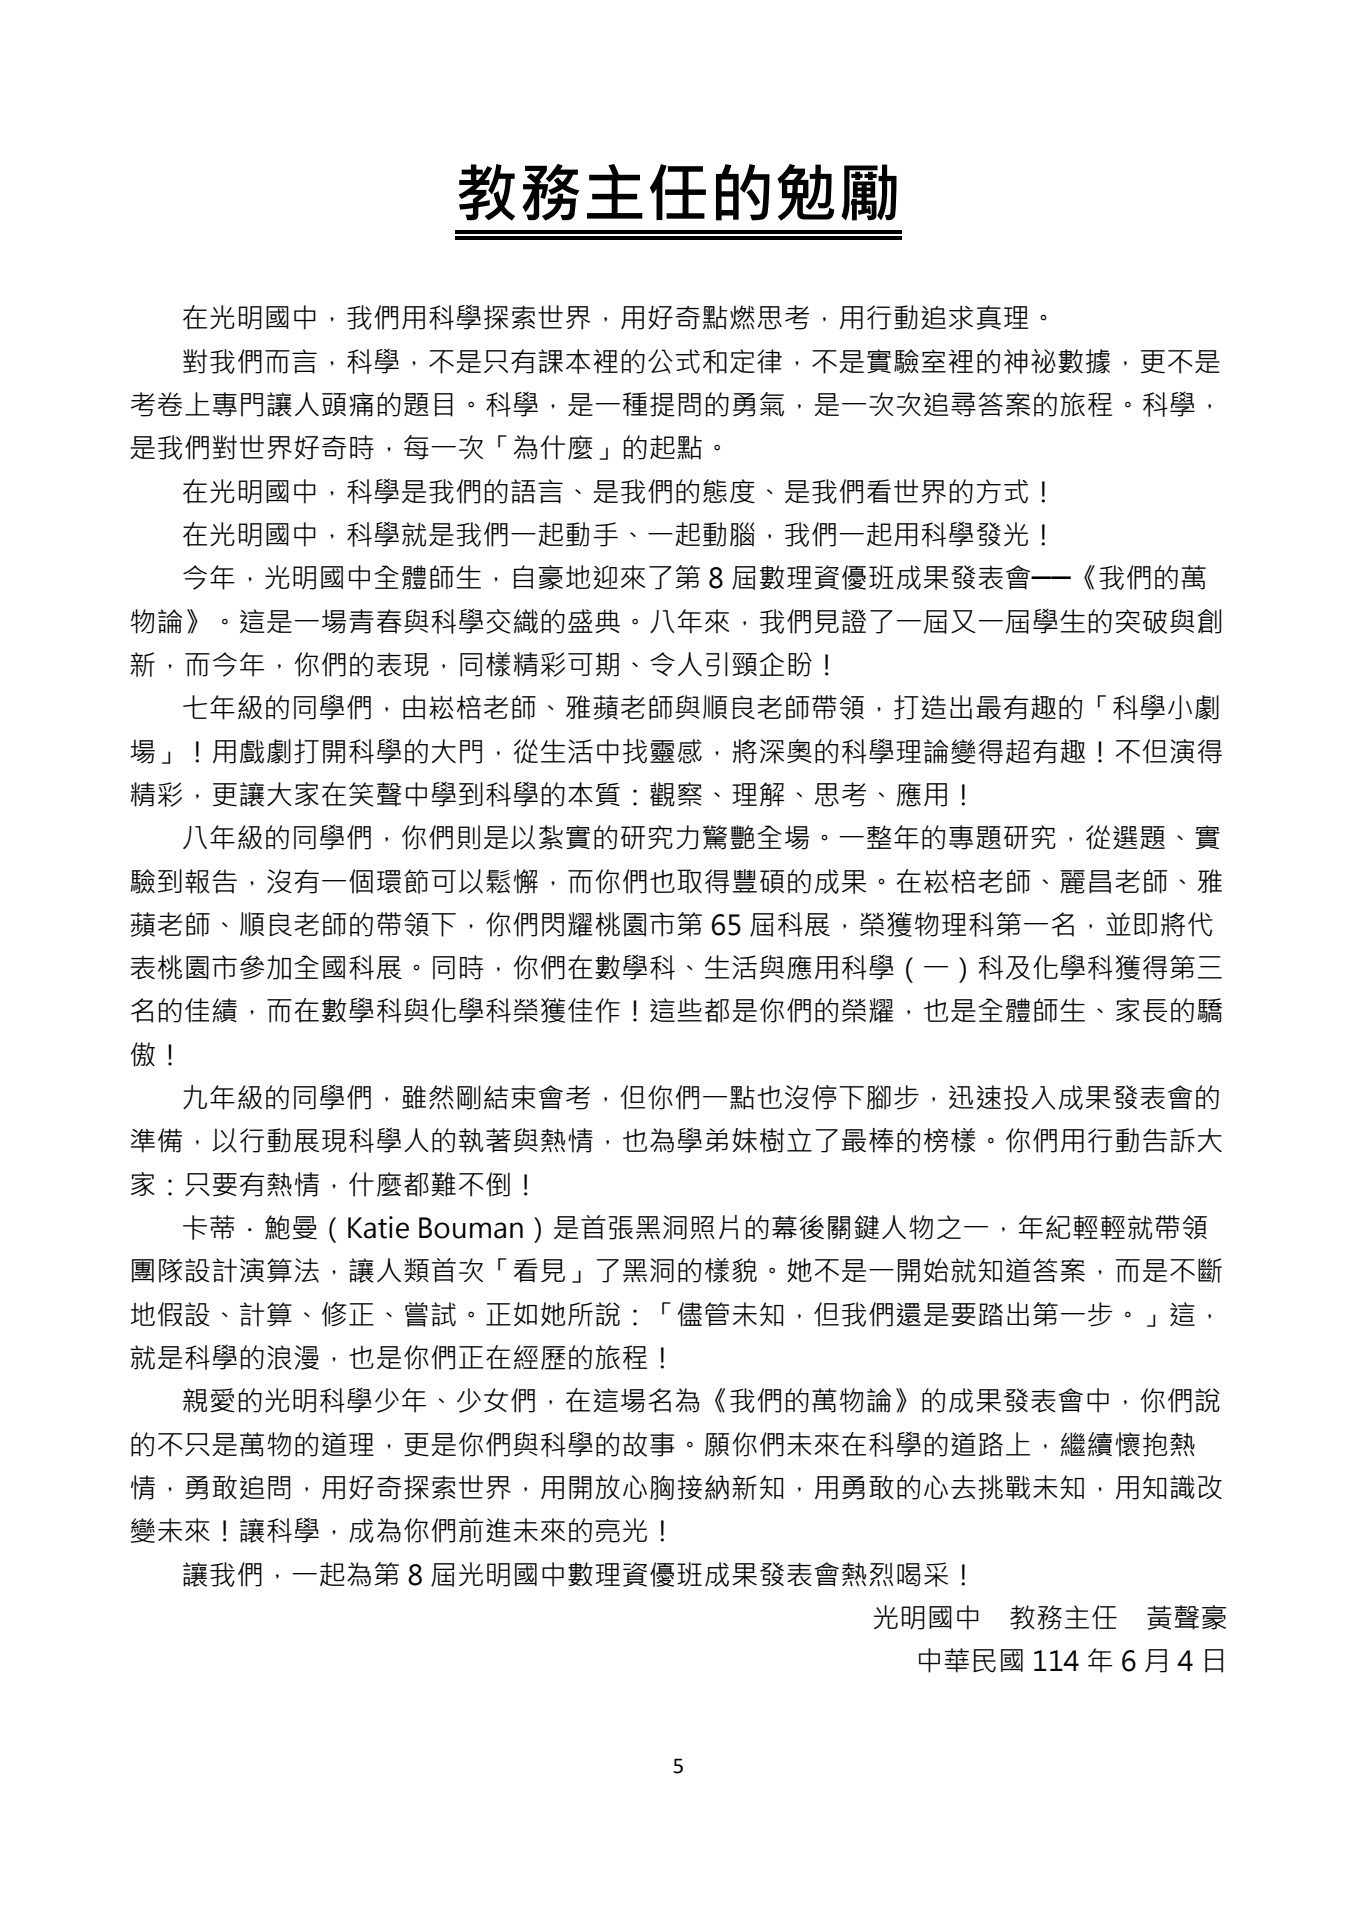 教務主任的勉勵
在光明國中，我們用科學探索世界，用好奇點燃思考，用行動追求真理。
對我們而言，科學，不是只有課本裡的公式和定律，不是實驗室裡的神祕數據，更不是
考卷上專門讓人頭痛的題目。科學，是一種提問的勇氣，是一次次追尋答案的旅程。科學，
是我們對世界好奇時，每一次「為什麼」的起點。
在光明國中，科學是我們的語言、是我們的態度、是我們看世界的方式！
在光明國中，科學就是我們一起動手、一起動腦，我們一起用科學發光！
今年，光明國中全體師生，自豪地迎來了第 8 屆數理資優班成果發表會──《我們的萬
物論》。這是一場青春與科學交織的盛典。八年來，我們見證了一屆又一屆學生的突破與創
新，而今年，你們的表現，同樣精彩可期、令人引頸企盼！
七年級的同學們，由崧棓老師、雅蘋老師與順良老師帶領，打造出最有趣的「科學小劇
場」！用戲劇打開科學的大門，從生活中找靈感，將深奧的科學理論變得超有趣！不但演得
精彩，更讓大家在笑聲中學到科學的本質：觀察、理解、思考、應用！
八年級的同學們，你們則是以紮實的研究力驚艷全場。一整年的專題研究，從選題、實
驗到報告，沒有一個環節可以鬆懈，而你們也取得豐碩的成果。在崧棓老師、麗昌老師、雅
蘋老師、順良老師的帶領下，你們閃耀桃園市第 65 屆科展，榮獲物理科第一名，並即將代
表桃園市參加全國科展。同時，你們在數學科、生活與應用科學（一）科及化學科獲得第三
名的佳績，而在數學科與化學科榮獲佳作！這些都是你們的榮耀，也是全體師生、家長的驕
傲！
九年級的同學們，雖然剛結束會考，但你們一點也沒停下腳步，迅速投入成果發表會的
準備，以行動展現科學人的執著與熱情，也為學弟妹樹立了最棒的榜樣。你們用行動告訴大
家：只要有熱情，什麼都難不倒！
卡蒂．鮑曼（Katie Bouman）是首張黑洞照片的幕後關鍵人物之一，年紀輕輕就帶領
團隊設計演算法，讓人類首次「看見」了黑洞的樣貌。她不是一開始就知道答案，而是不斷
地假設、計算、修正、嘗試。正如她所說：「儘管未知，但我們還是要踏出第一步。」這，
就是科學的浪漫，也是你們正在經歷的旅程！
親愛的光明科學少年、少女們，在這場名為《我們的萬物論》的成果發表會中，你們說
的不只是萬物的道理，更是你們與科學的故事。願你們未來在科學的道路上，繼續懷抱熱
情，勇敢追問，用好奇探索世界，用開放心胸接納新知，用勇敢的心去挑戰未知，用知識改
變未來！讓科學，成為你們前進未來的亮光！
讓我們，一起為第 8 屆光明國中數理資優班成果發表會熱烈喝采！
光明國中　教務主任　黃聲豪
中華民國 114 年 6 月 4 日
5